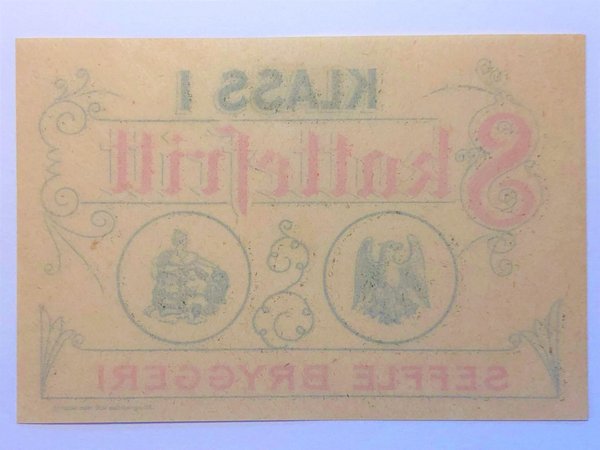 KLASS I
Skattefritt
SEFFLE BRYGGERI